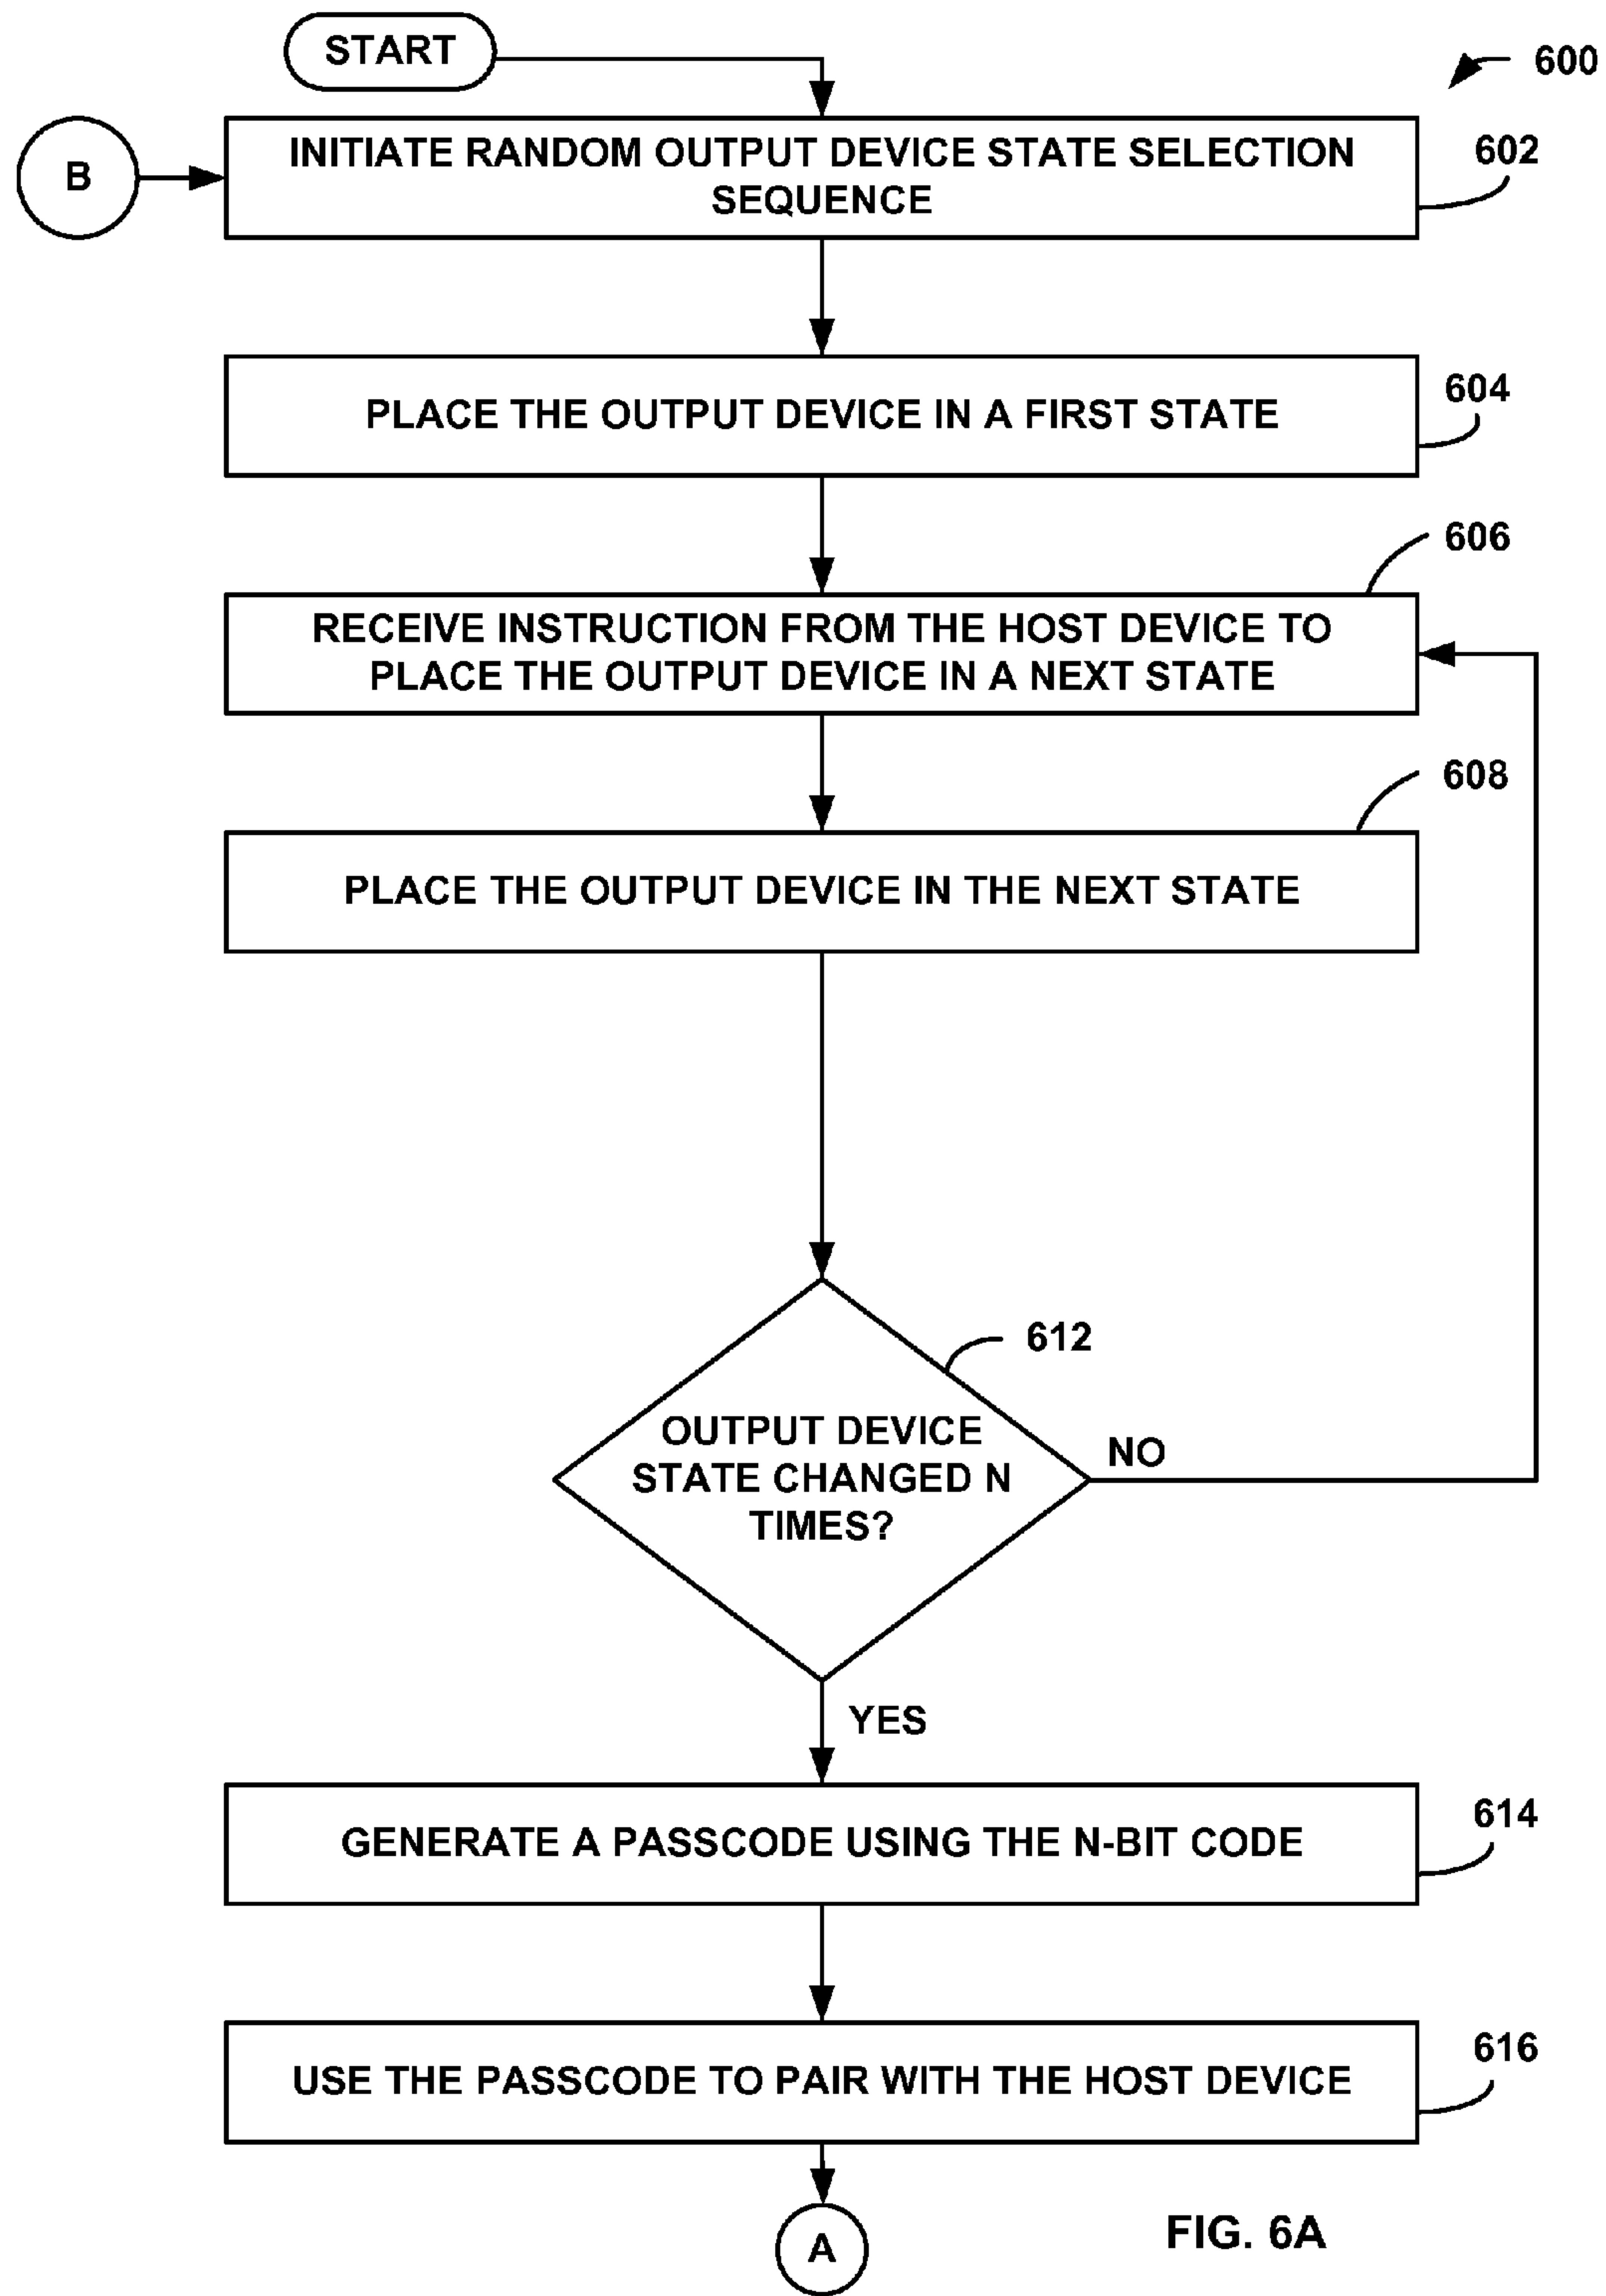 START
600
B
INITIATE RANDOM OUTPUT DEVICE STATE SELECTION
SEQUENCE
602
PLACE THE OUTPUT DEVICE IN A FIRST STATE
604
606
RECEIVE INSTRUCTION FROM THE HOST DEVICE TO
PLACE THE OUTPUT DEVICE IN A NEXT STATE
608
PLACE THE OUTPUT DEVICE IN THE NEXT STATE
612
OUTPUT DEVICE
STATE CHANGED N
TIMES?
NO
YES
GENERATE A PASSCODE USING THE N-BIT CODE
614
USE THE PASSCODE TO PAIR WITH THE HOST DEVICE
616
A
FIG. 6A